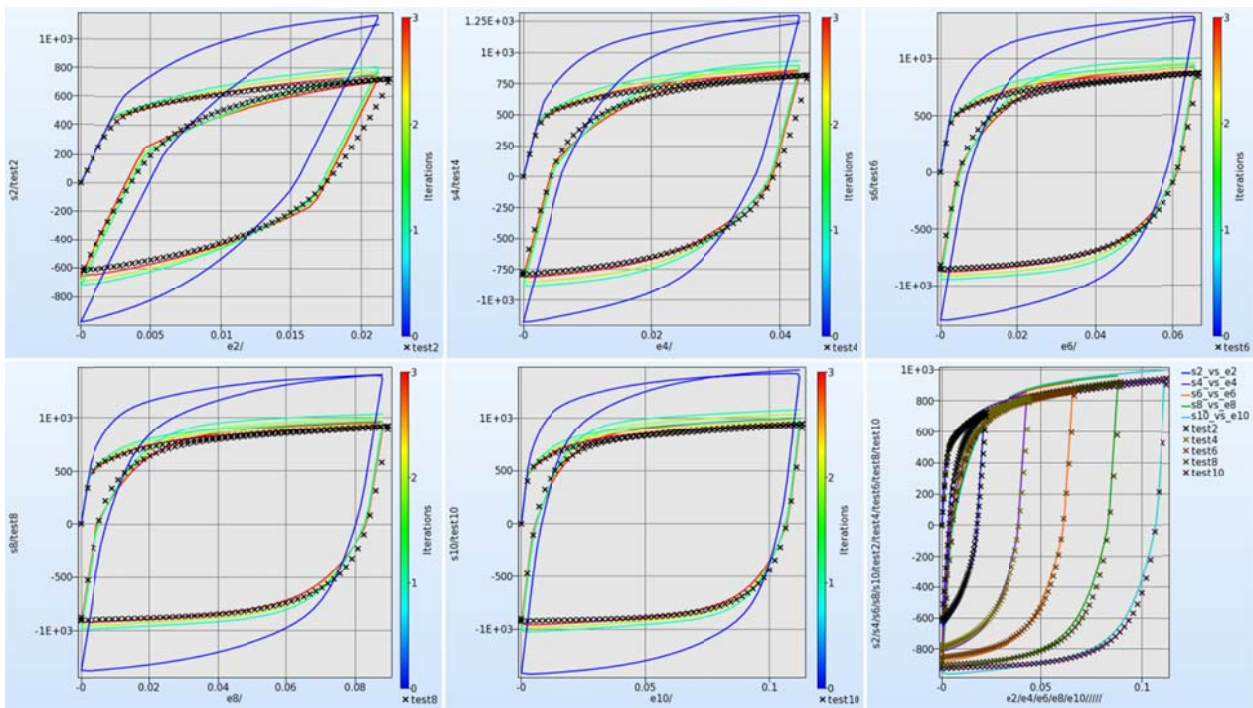 1E+03
800
600
400
200
0
-200
-400
-600
-800
s2/test2
-0
0.005
0.01
0.015
0.02
e2/
3
2
1
0
Iterations
×test2
1.25E+03
1E+03
750
500
250
0
-250
-500
-750
-1E+03
s4/test4
-0
0.02
0.04
e4/
3
2
1
0
Iterations
×test4
1E+03
500
0
-500
-1E+03
s6/test6
-0
0.02
0.04
0.06
e6/
3
2
1
0
Iterations
×test6
1E+03
500
0
-500
-1E+03
s8/test8
-0
0.02
0.04
0.06
0.08
e8/
3
2
1
0
Iterations
×test8
1E+03
500
0
-500
-1E+03
s10/test10
-0
0.05
0.1
e10/
3
2
1
0
Iterations
×test10
1E+03
800
600
400
200
0
-200
-400
-600
-800
s2/s4/s6/s8/s10/test2/test4/test6/test8/test10
-0
0.05
0.1
e2/e4/e6/e8/e10/////
s2_vs_e2
s4_vs_e4
s6_vs_e6
s8_vs_e8
s10_vs_e10
×test2
×test4
×test6
×test8
×test10